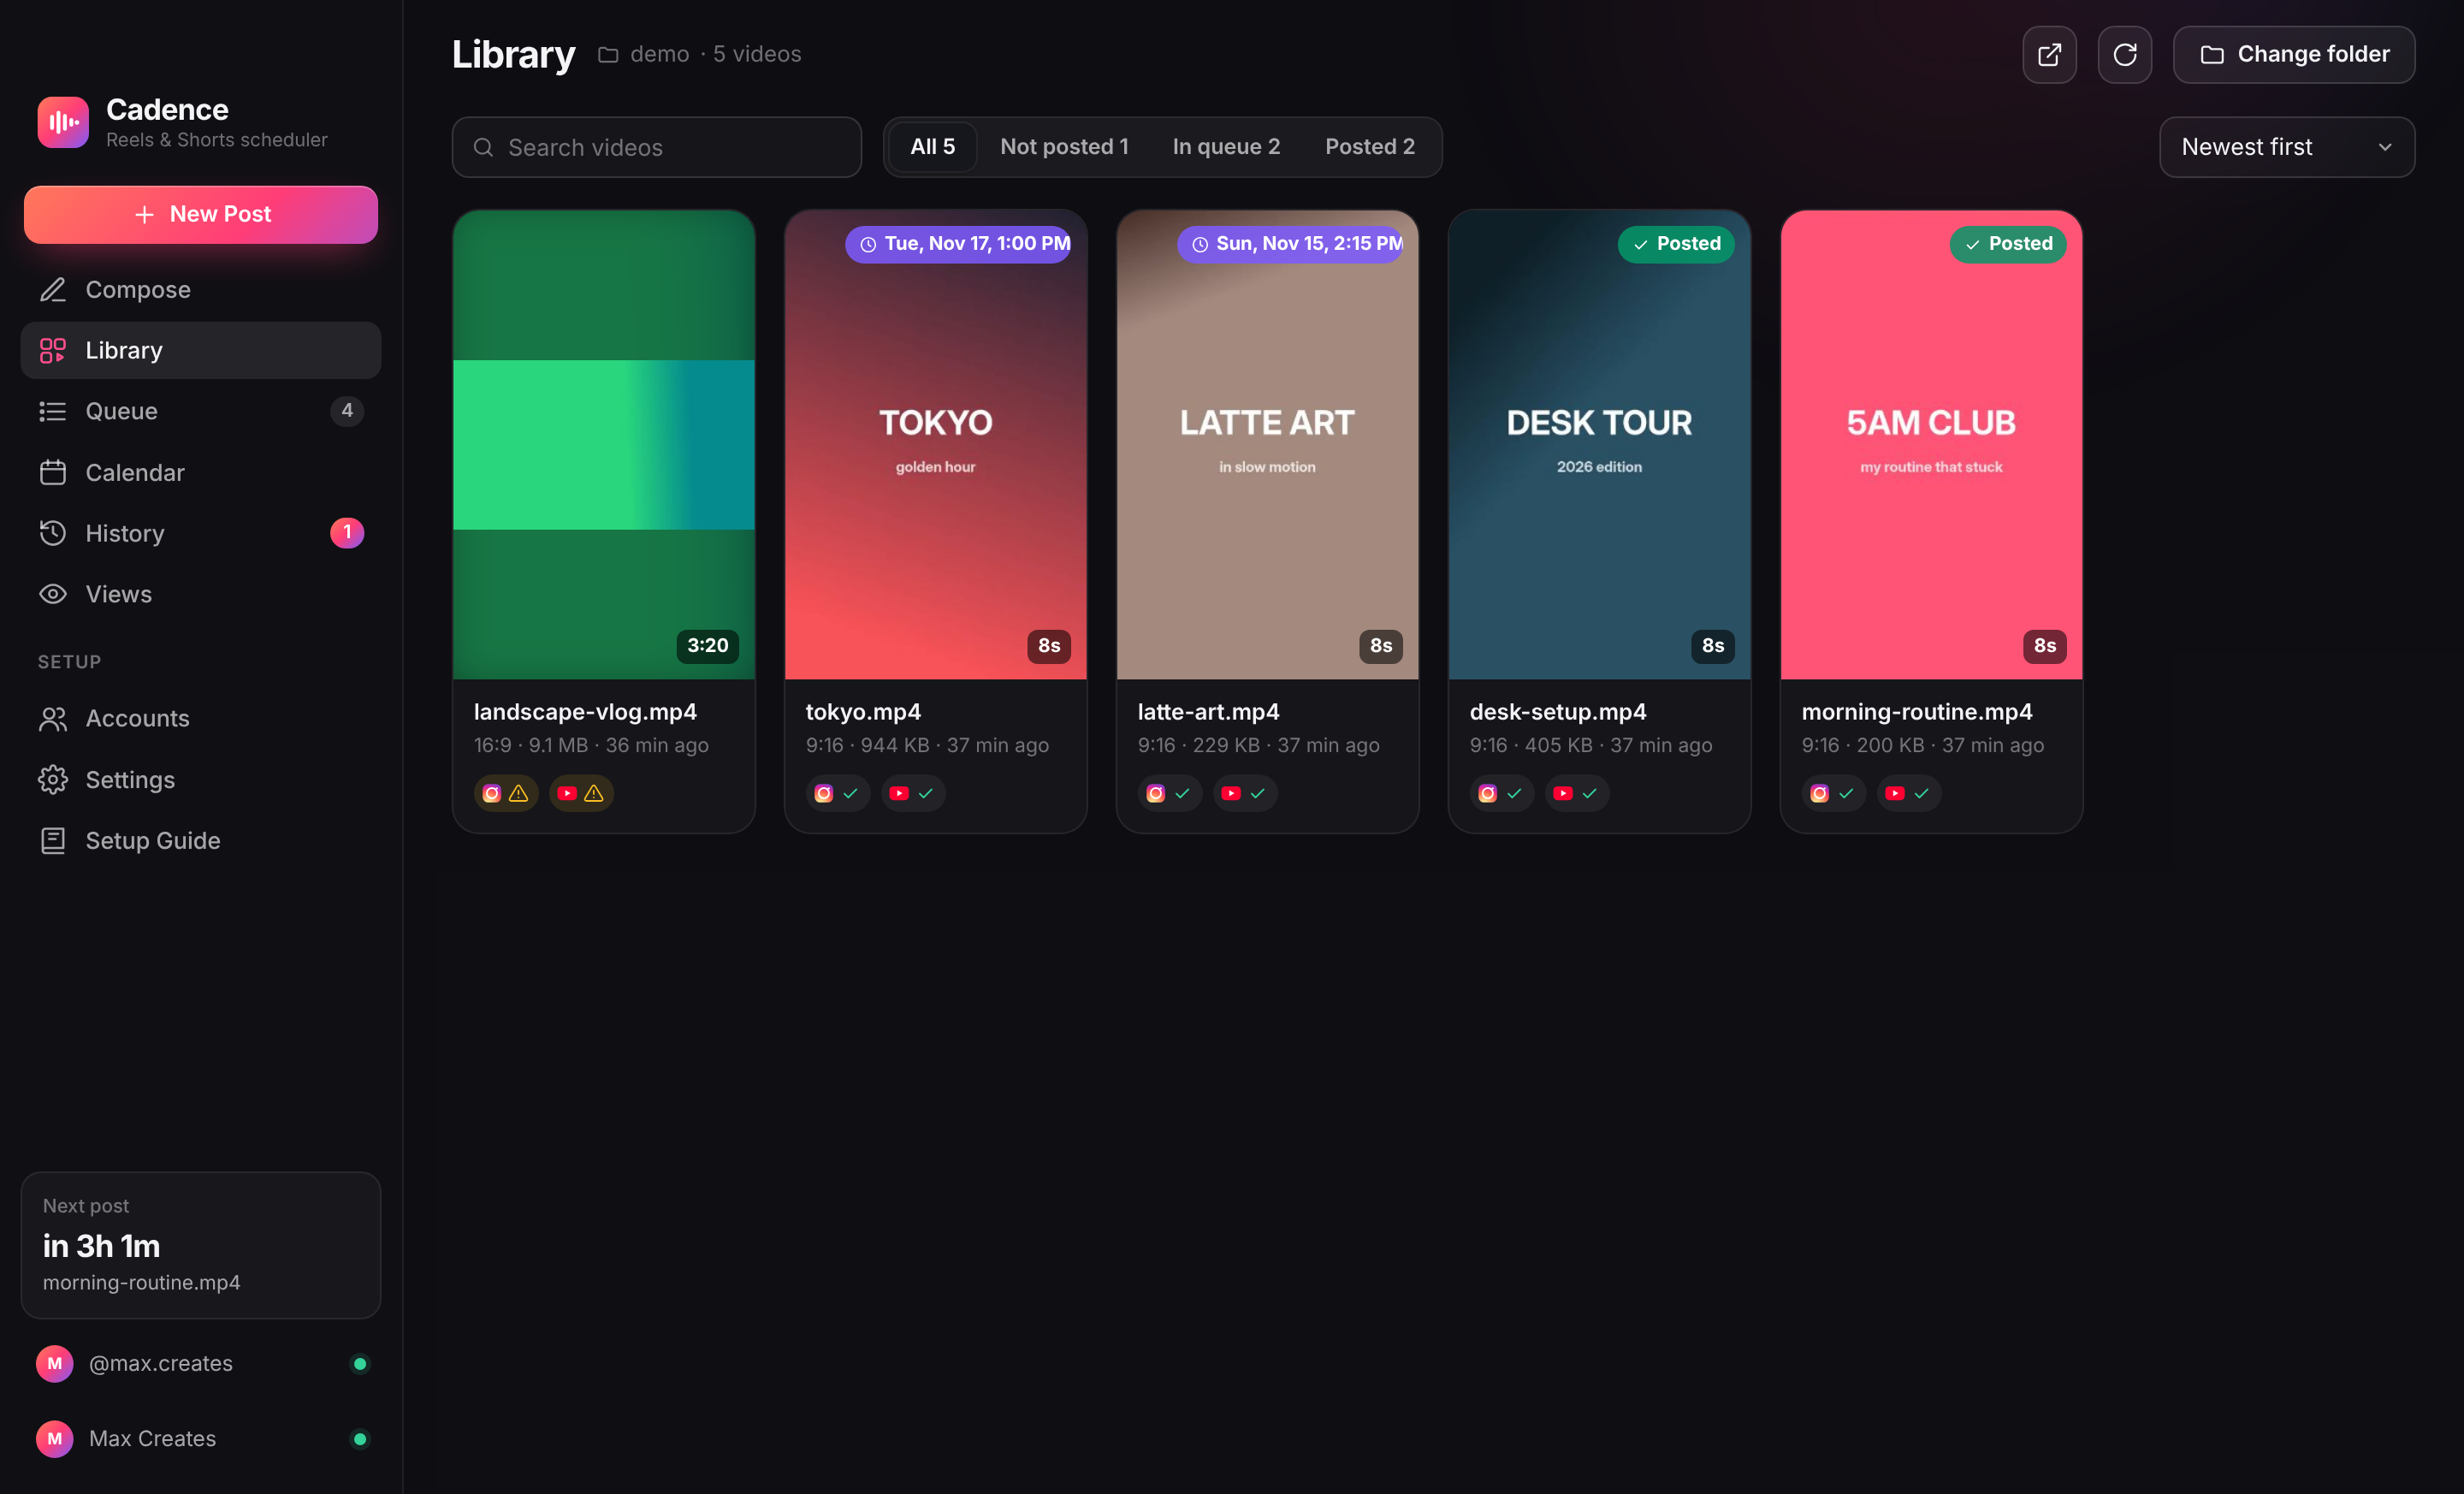 Cadence
Reels & Shorts scheduler
New Post
Compose
Library
Queue 4
Calendar
History 1
Views
SETUP
Accounts
Settings
Setup Guide
Next post
in 3h 1m
morning-routine.mp4
M @max.creates
M Max Creates
Library demo · 5 videos
Change folder
Search videos
All 5 Not posted 1 In queue 2 Posted 2
Newest first
3:20
landscape-vlog.mp4
16:9 · 9.1 MB · 36 min ago
Tue, Nov 17, 1:00 PM
TOKYO
golden hour
8s
tokyo.mp4
9:16 · 944 KB · 37 min ago
Sun, Nov 15, 2:15 PM
LATTE ART
in slow motion
8s
latte-art.mp4
9:16 · 229 KB · 37 min ago
Posted
DESK TOUR
2026 edition
8s
desk-setup.mp4
9:16 · 405 KB · 37 min ago
Posted
5AM CLUB
my routine that stuck
8s
morning-routine.mp4
9:16 · 200 KB · 37 min ago